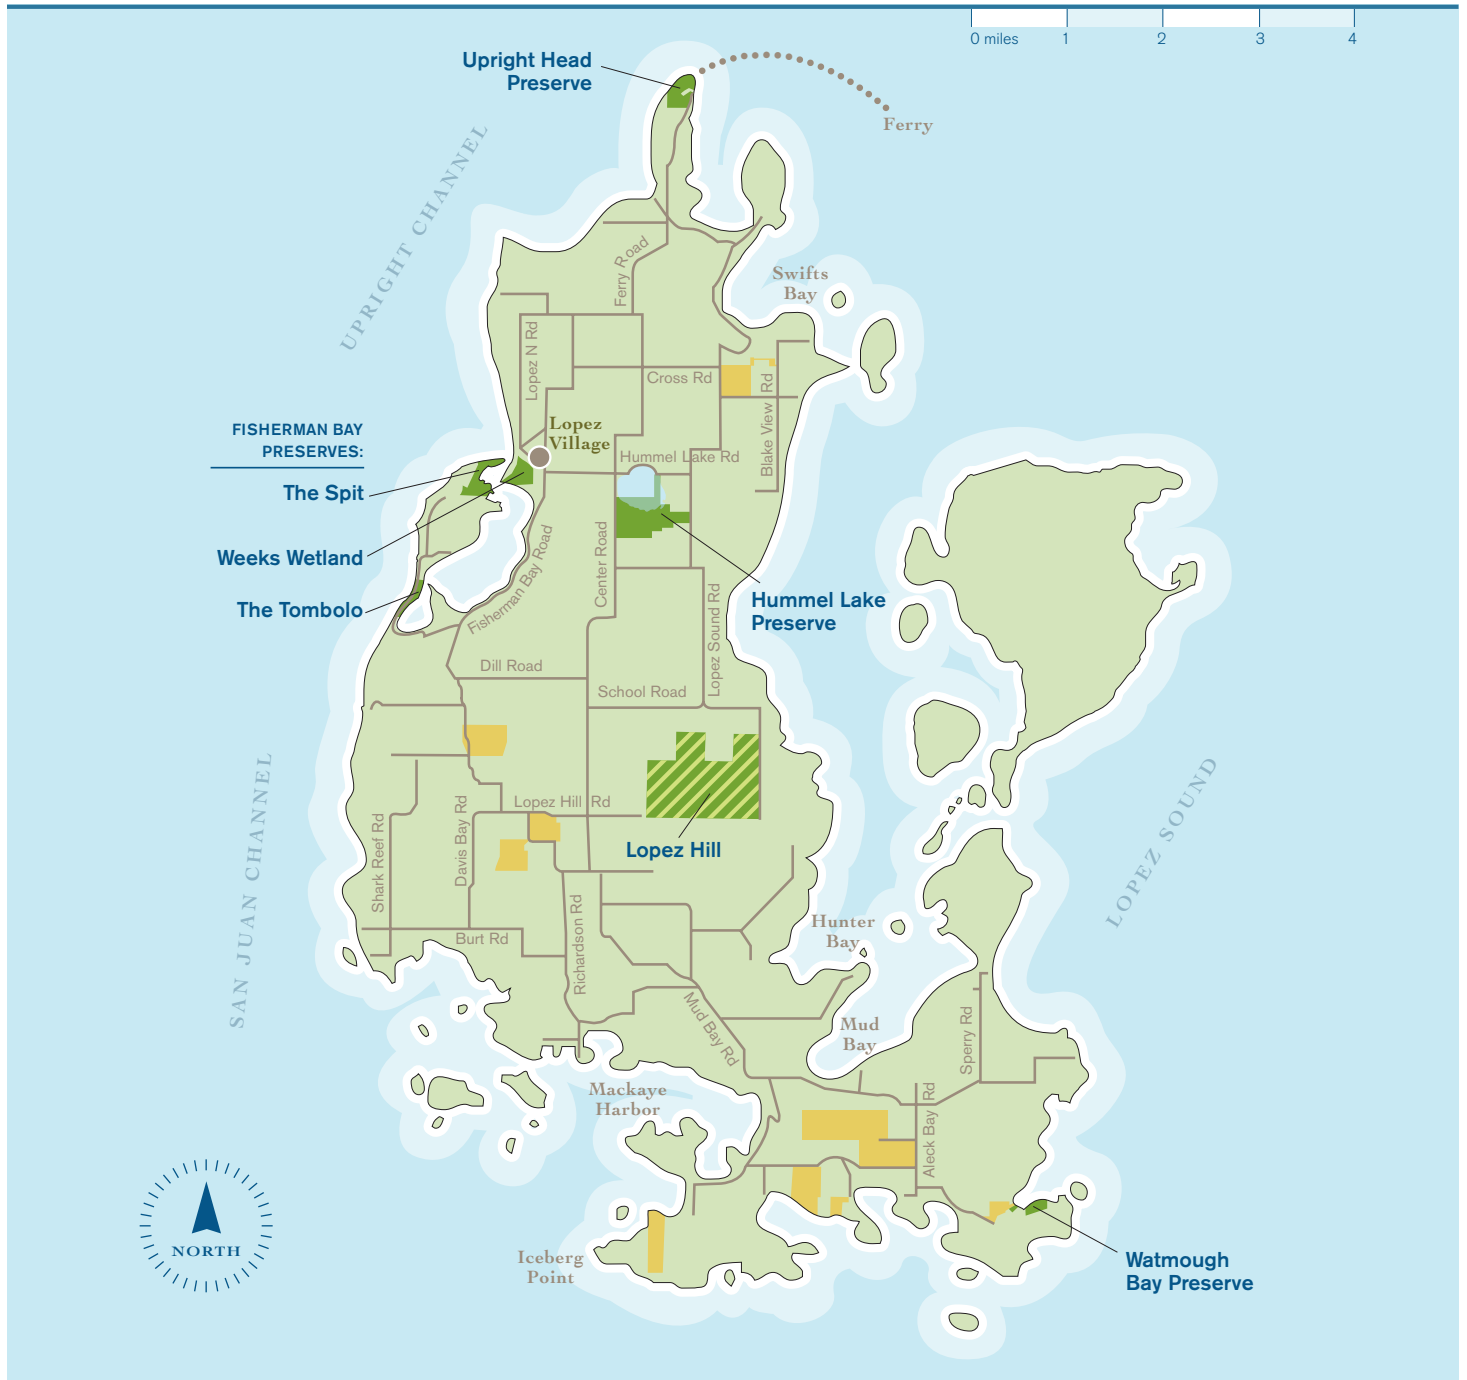 0 miles 1 2 3 4
Upright Head
Preserve
Ferry
UPRIGHT CHANNEL
Swifts
Bay
Ferry Road
Lopez N Rd
Cross Rd
Blake View Rd
FISHERMAN BAY
PRESERVES:
Lopez
Village
Hummel Lake Rd
The Spit
Weeks Wetland
The Tombolo
Fisherman Bay Road
Center Road
Hummel Lake
Preserve
Lopez Sound Rd
Dill Road
School Road
SAN JUAN CHANNEL
LOPEZ SOUND
Lopez Hill Rd
Lopez Hill
Shark Reef Rd
Davis Bay Rd
Burt Rd
Richardson Rd
Hunter
Bay
Mud Bay Rd
Mud
Bay
Sperry Rd
Mackaye
Harbor
Aleck Bay Rd
NORTH
Iceberg
Point
Watmough
Bay Preserve